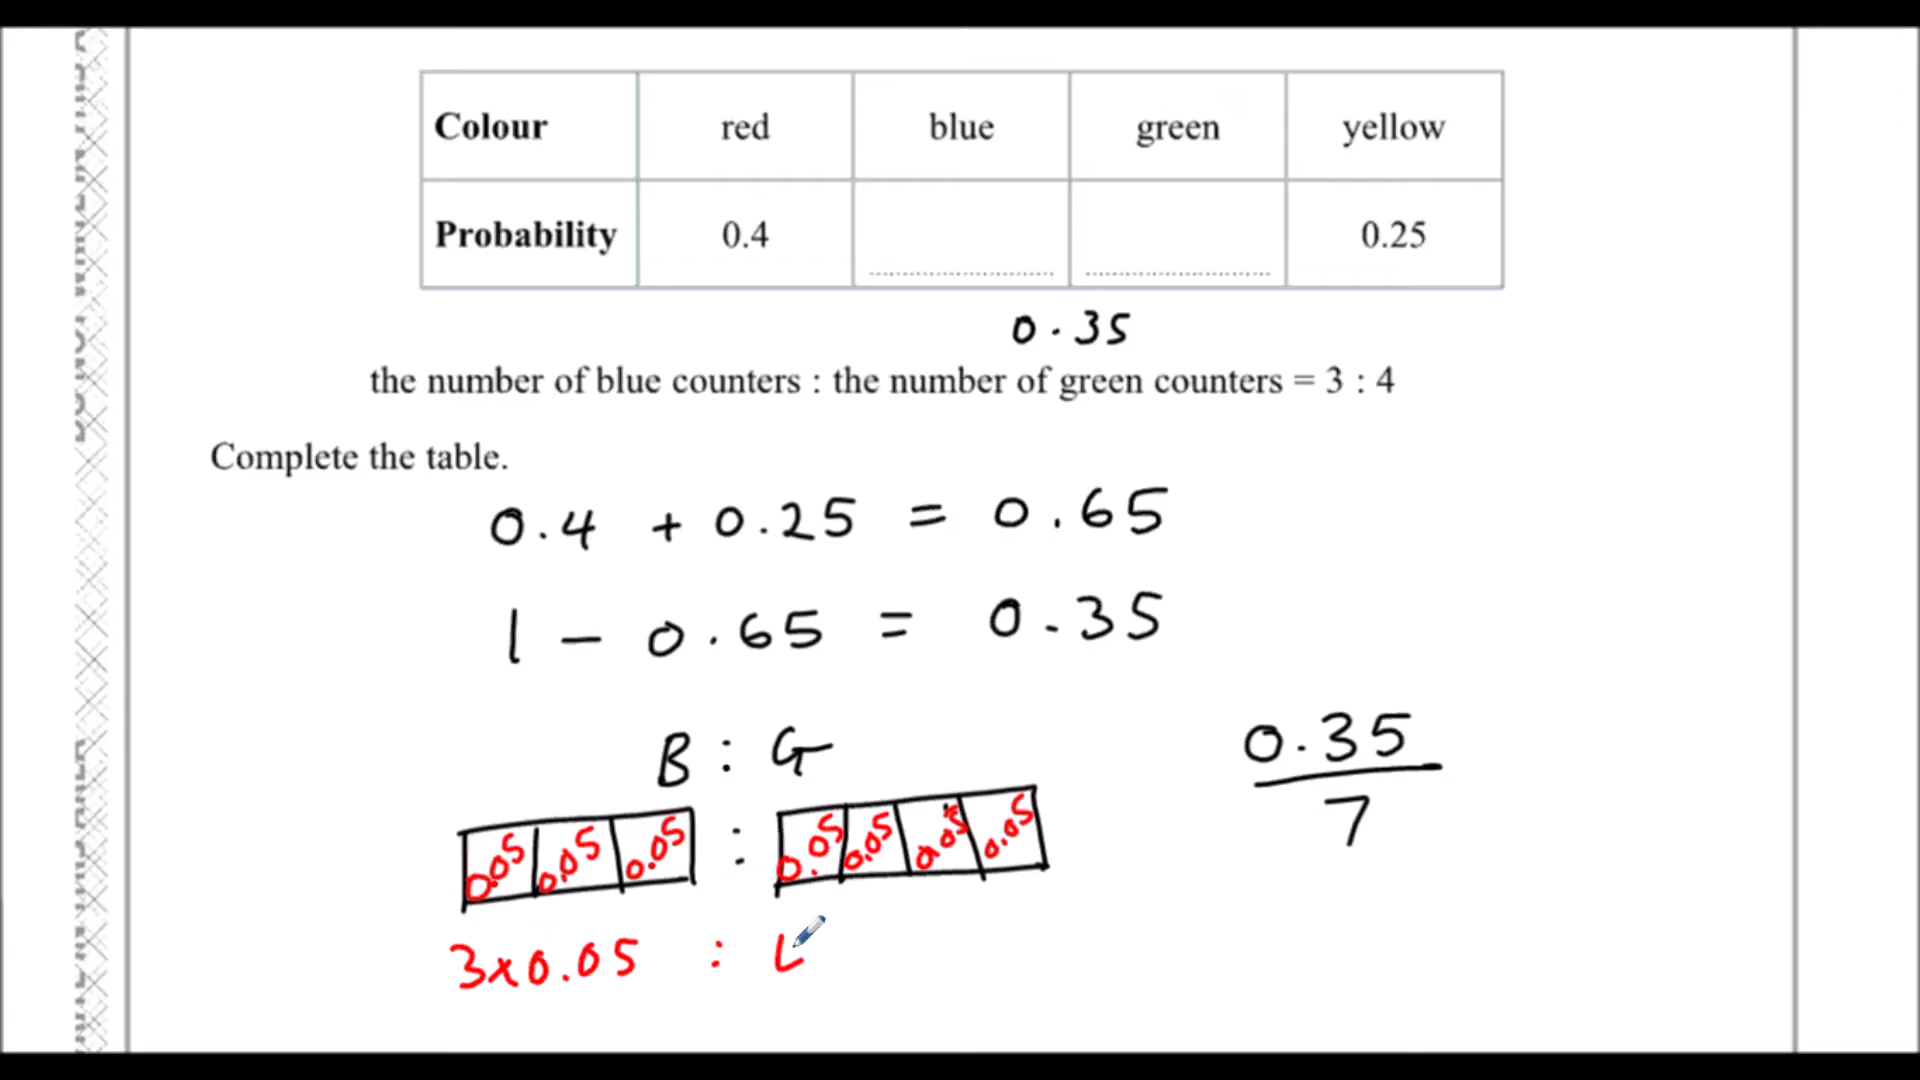 Colour red blue green yellow
Probability 0.4 0.25
0.35
the number of blue counters : the number of green counters = 3 : 4
Complete the table.
0.4 + 0.25 = 0.65
1 - 0.65 = 0.35
B : G
0.35
7
0.05 0.05 0.05 : 0.05 0.05 0.05 0.05
3×0.05 :